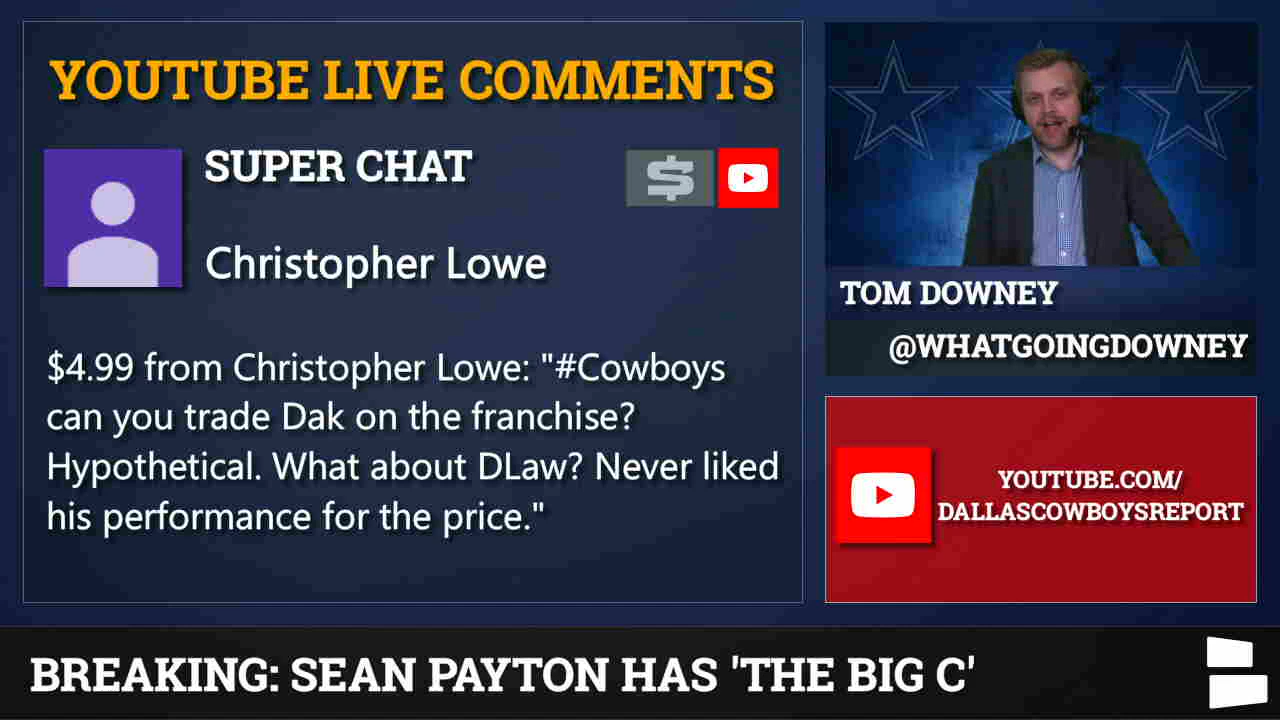 YOUTUBE LIVE COMMENTS
SUPER CHAT
Christopher Lowe
$4.99 from Christopher Lowe: "#Cowboys
can you trade Dak on the franchise?
Hypothetical. What about DLaw? Never liked
his performance for the price."
TOM DOWNEY
@WHATGOINGDOWNEY
YOUTUBE.COM/
DALLASCOWBOYSREPORT
BREAKING: SEAN PAYTON HAS 'THE BIG C'